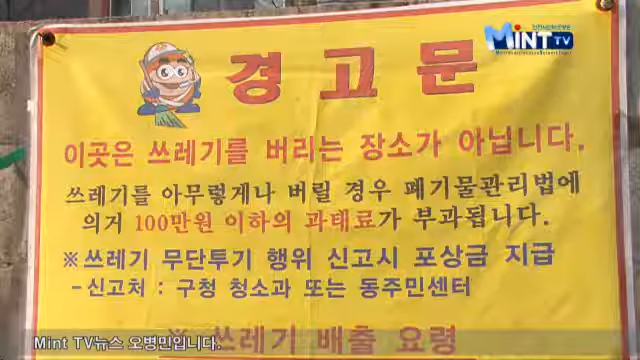 MINT TV
경고문
이곳은 쓰레기를 버리는 장소가 아닙니다.
쓰레기를 아무렇게나 버릴 경우 폐기물관리법에
의거 100만원 이하의 과태료가 부과됩니다.
※쓰레기 무단투기 행위 신고시 포상금 지급
-신고처 : 구청 청소과 또는 동주민센터
※ 쓰레기 배출 요령
Mint TV뉴스 오병민입니다.